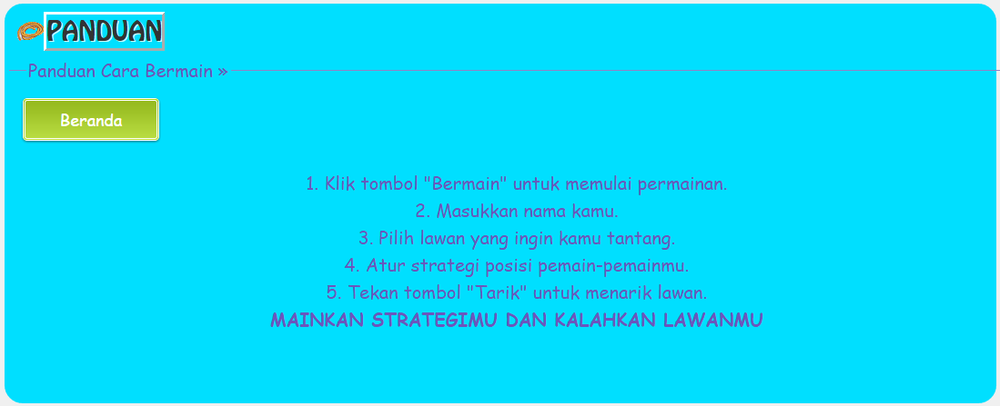 PANDUAN
Panduan Cara Bermain »
Beranda
1. Klik tombol "Bermain" untuk memulai permainan.
2. Masukkan nama kamu.
3. Pilih lawan yang ingin kamu tantang.
4. Atur strategi posisi pemain-pemainmu.
5. Tekan tombol "Tarik" untuk menarik lawan.
MAINKAN STRATEGIMU DAN KALAHKAN LAWANMU